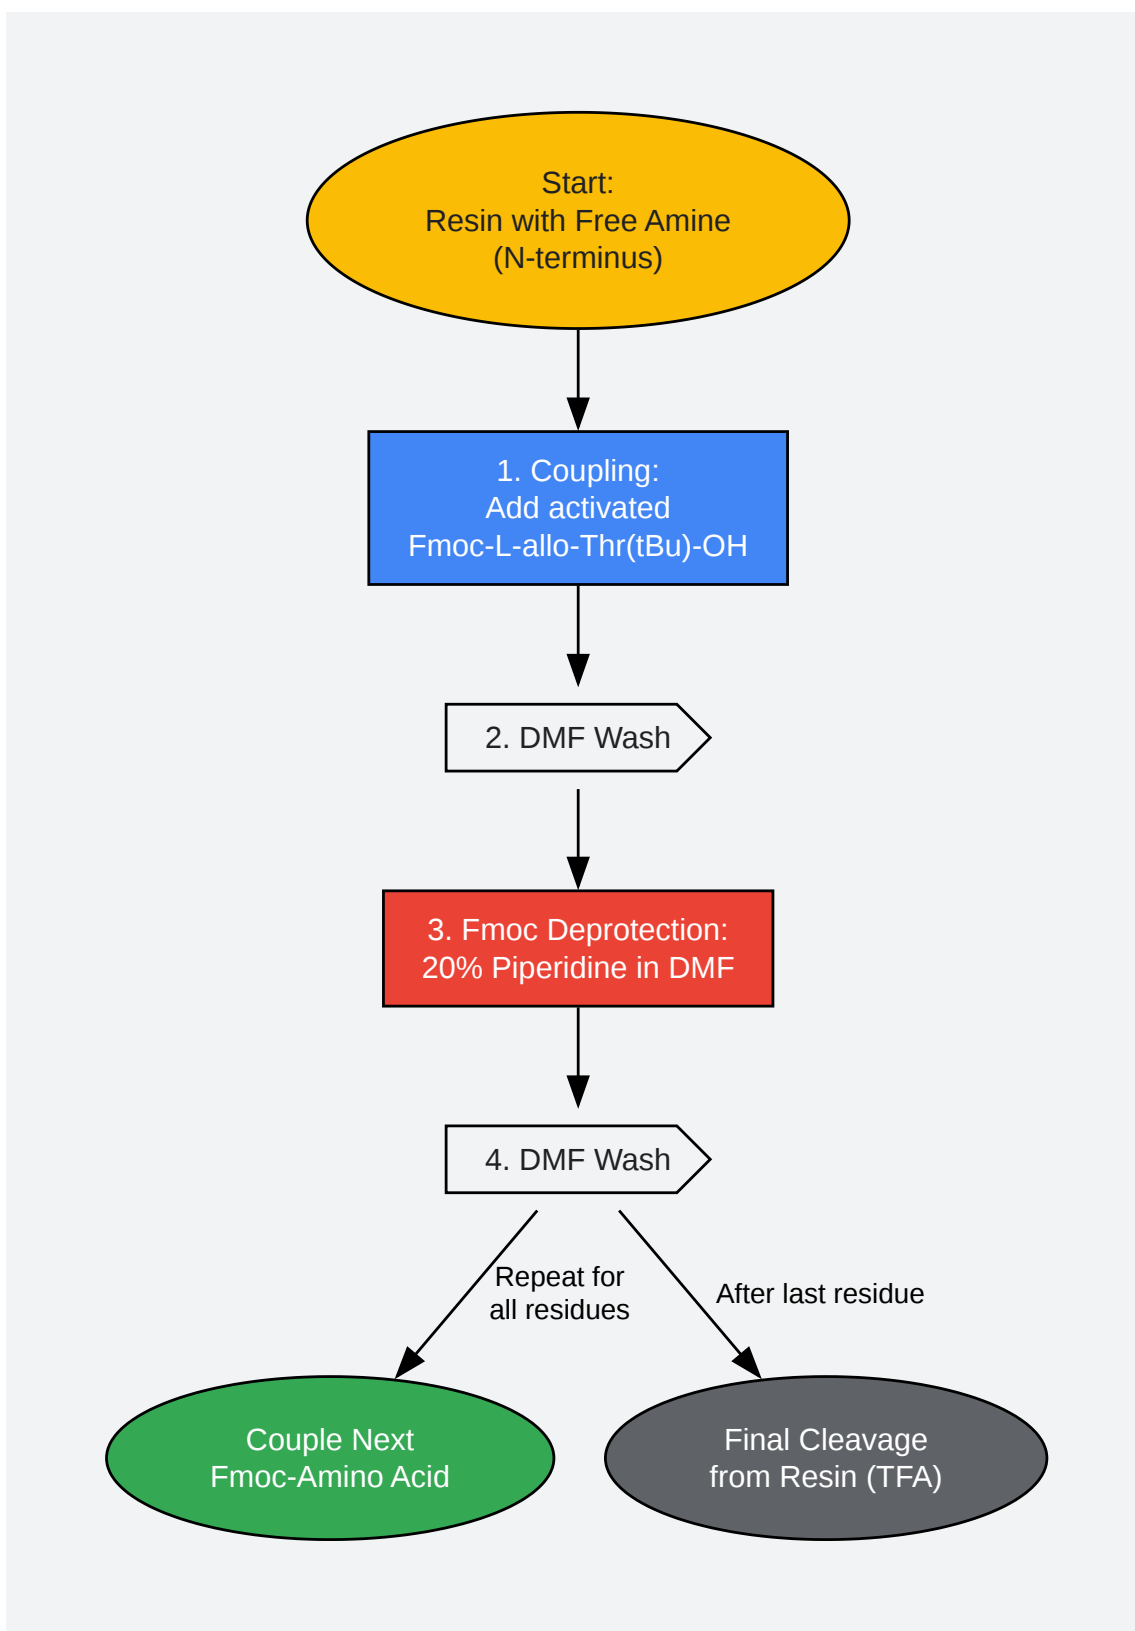 Start:
Resin with Free Amine
(N-terminus)
1. Coupling:
Add activated
Fmoc-L-allo-Thr(tBu)-OH
2. DMF Wash
3. Fmoc Deprotection:
20% Piperidine in DMF
4. DMF Wash
Repeat for
all residues
After last residue
Couple Next
Fmoc-Amino Acid
Final Cleavage
from Resin (TFA)